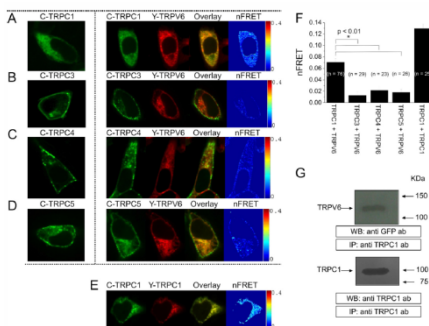 A
C-TRPC1
C-TRPC1 Y-TRPV6 Overlay nFRET
0.4
0
B
C-TRPC3
C-TRPC3 Y-TRPV6 Overlay nFRET
0.4
0
C
C-TRPC4
C-TRPC4 Y-TRPV6 Overlay nFRET
0.4
0
D
C-TRPC5
C-TRPC5 Y-TRPV6 Overlay nFRET
0.4
0
E
C-TRPC1 Y-TRPC1 Overlay nFRET
0.4
0
F
nFRET
0.14
0.12
0.10
0.08
0.06
0.04
0.02
0.00
p < 0.01
*
(n = 23)
TRPC1 + TRPV6
TRPC3 + TRPV6
TRPC4 + TRPV6
TRPC5 + TRPV6
TRPC1 + TRPC1
G
KDa
150
TRPV6
100
WB: anti GFP ab
IP: anti TRPC1 ab
TRPC1
100
75
WB: anti TRPC1 ab
IP: anti TRPC1 ab